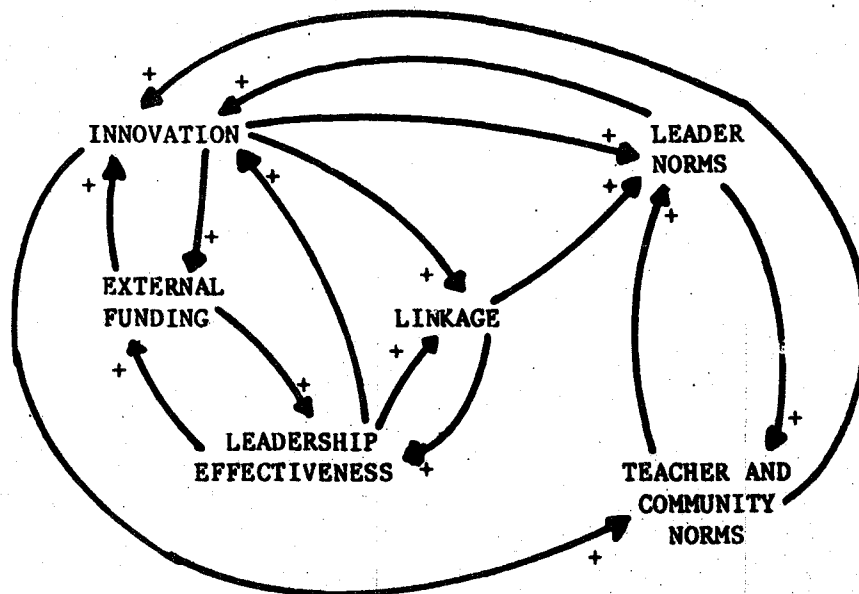 +
+
INNOVATION
+
LEADER
NORMS
+
+
+
+
+
+
EXTERNAL
FUNDING
LINKAGE
+
+
+
+
LEADERSHIP
EFFECTIVENESS
+
+
TEACHER AND
COMMUNITY
NORMS
+